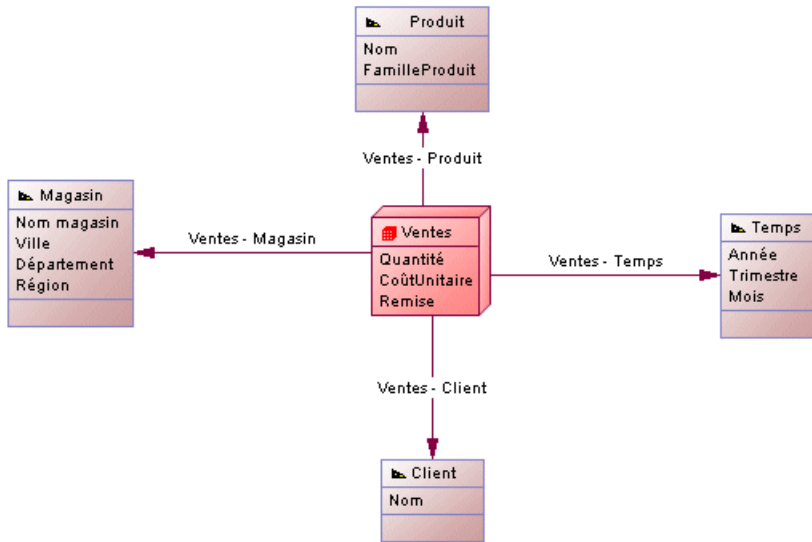 Produit
Nom
FamilleProduit
Ventes - Produit
Magasin
Nom magasin
Ville
Département
Région
Ventes - Magasin
Ventes
Quantité
CoûtUnitaire
Remise
Ventes - Temps
Temps
Année
Trimestre
Mois
Ventes - Client
Client
Nom